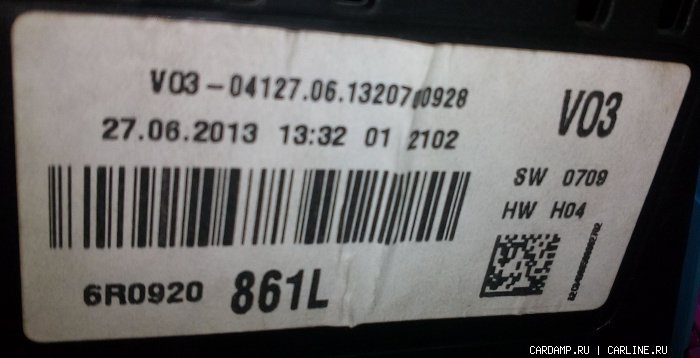 V03-04127.06.1320700928
V03
27.06.2013 13:32 01 2102
SW 0709
HW H04
6R0920 861L
CARDAMP.RU | CARLINE.RU